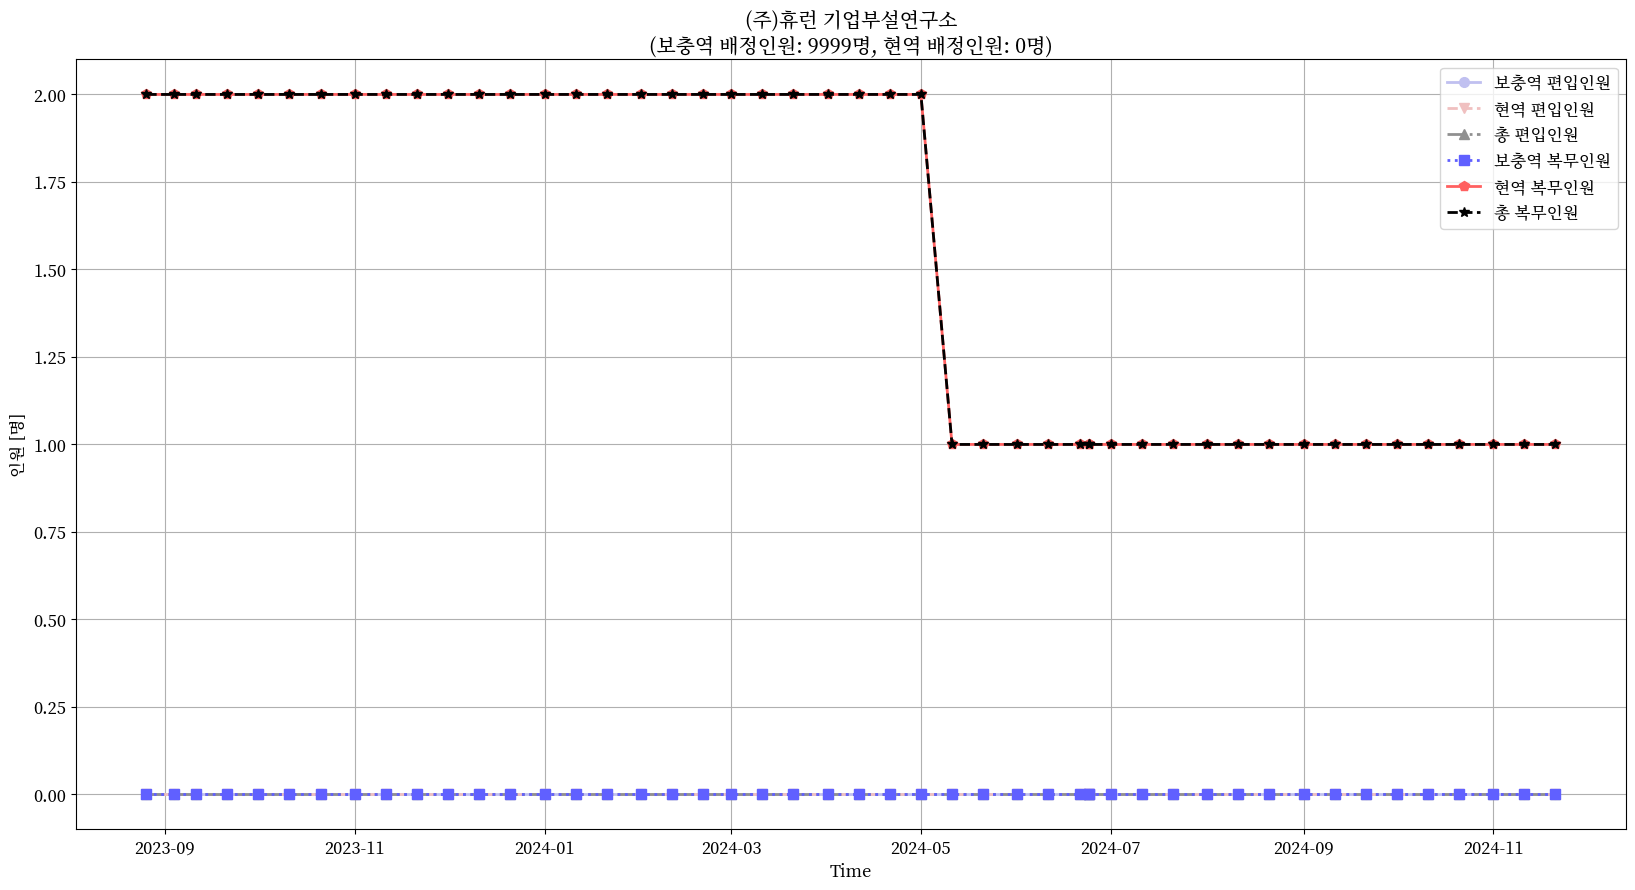 (주)휴런 기업부설연구소
(보충역 배정인원: 9999명, 현역 배정인원: 0명)
보충역 편입인원
현역 편입인원
총 편입인원
보충역 복무인원
현역 복무인원
총 복무인원
인원 [명]
2.00
1.75
1.50
1.25
1.00
0.75
0.50
0.25
0.00
2023-09
2023-11
2024-01
2024-03
2024-05
2024-07
2024-09
2024-11
Time